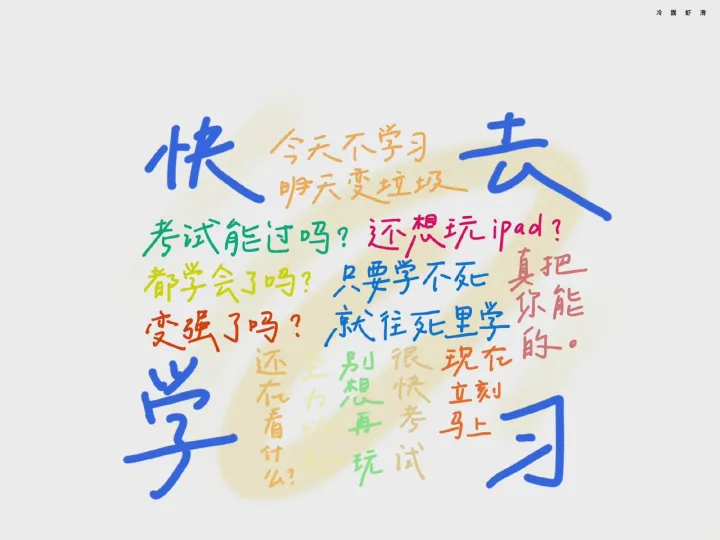 冷面虾滑
快去
今天不学习
明天变垃圾
考试能过吗？
还想玩ipad？
都学会了吗？
只要学不死
变强了吗？
就往死里学
真把
你能
的。
还在看什么？
别想再玩
很快考试
现在
立刻
马上
学习